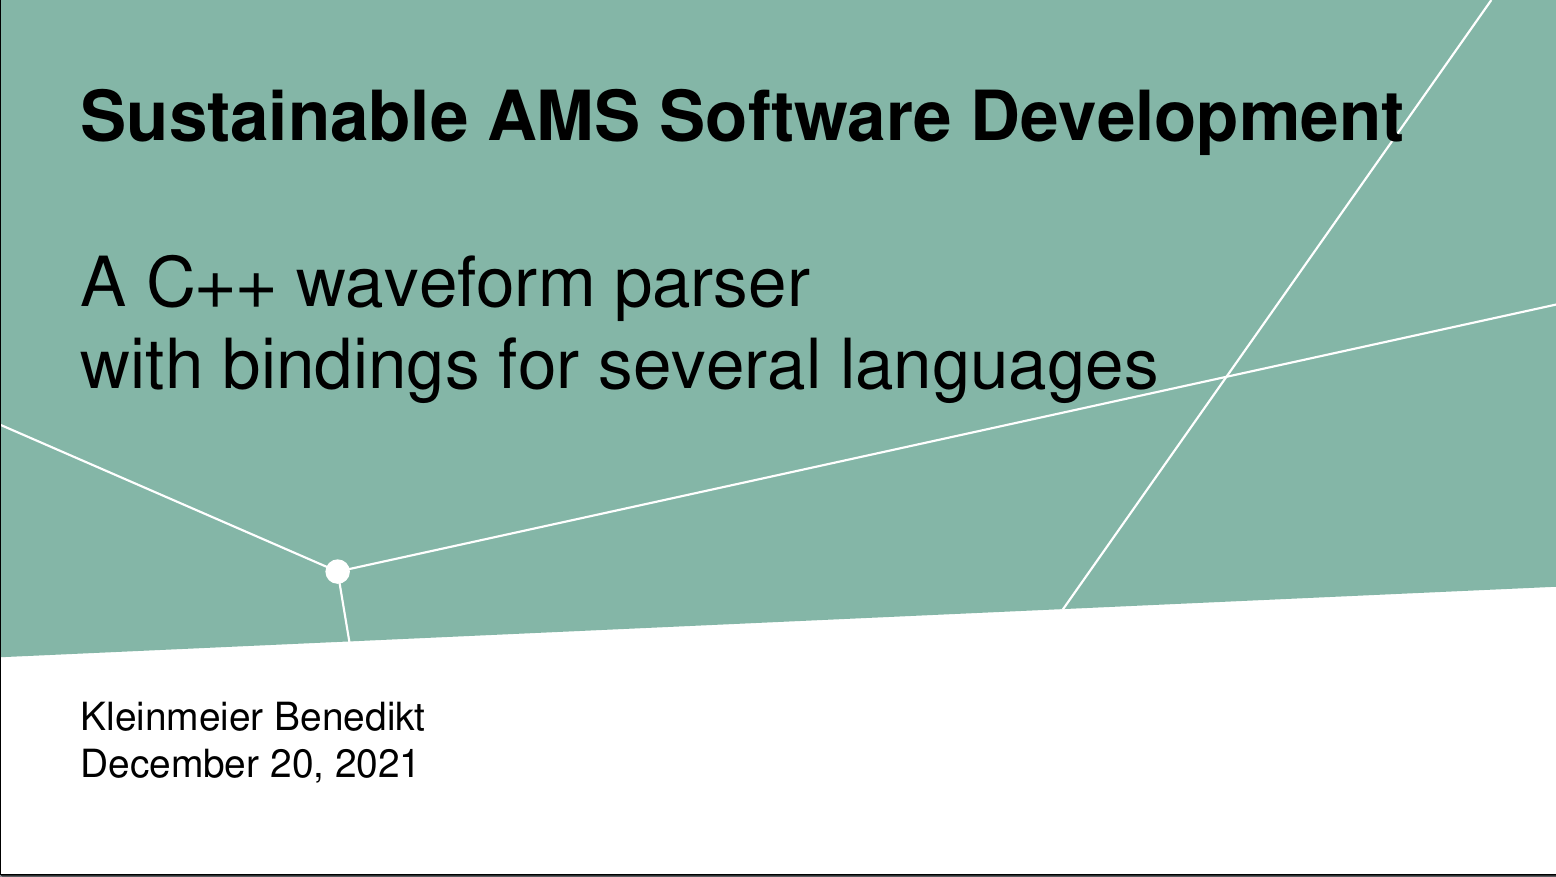 Sustainable AMS Software Development
A C++ waveform parser
with bindings for several languages
Kleinmeier Benedikt
December 20, 2021